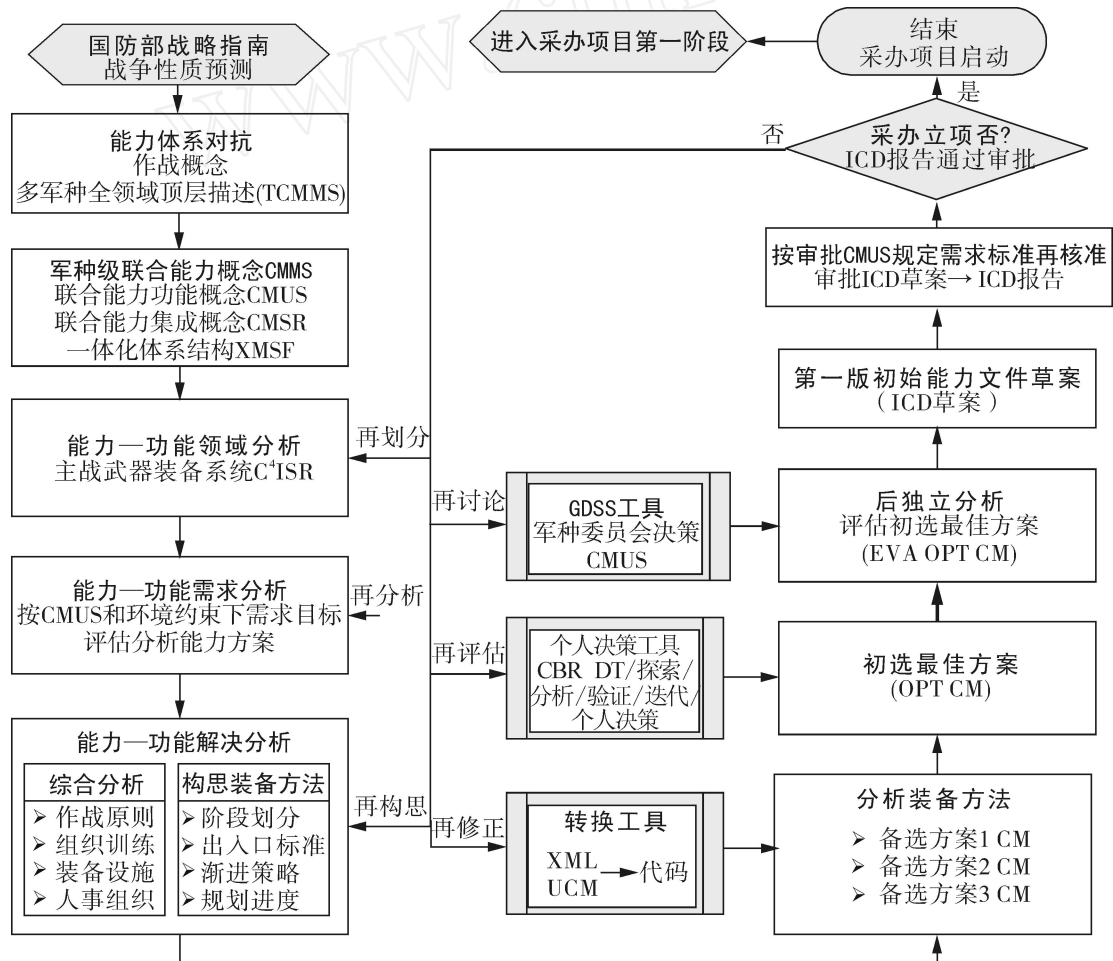 国防部战略指南
战争性质预测
能力体系对抗
作战概念
多军种全领域顶层描述(TCMMS)
军种级联合能力概念CMMS
联合能力功能概念CMUS
联合能力集成概念CMSR
一体化体系结构XMSF
能力—功能领域分析
主战武器装备系统C⁴ISR
能力—功能需求分析
按CMUS和环境约束下需求目标
评估分析能力方案
能力—功能解决分析
综合分析
➢ 作战原则
➢ 组织训练
➢ 装备设施
➢ 人事组织
构思装备方法
➢ 阶段划分
➢ 出入口标准
➢ 渐进策略
➢ 规划进度
再划分
再分析
再构思
再讨论
再评估
再修正
GDSS工具
军种委员会决策
CMUS
个人决策工具
CBR DT/探索/
分析/验证/迭代/
个人决策
转换工具
XML
UCM
→代码
进入采办项目第一阶段
结束
采办项目启动
是
否
采办立项否?
ICD报告通过审批
按审批CMUS规定需求标准再核准
审批ICD草案→ ICD报告
第一版初始能力文件草案
（ICD草案）
后独立分析
评估初选最佳方案
(EVA OPT CM)
初选最佳方案
(OPT CM)
分析装备方法
➢ 备选方案1 CM
➢ 备选方案2 CM
➢ 备选方案3 CM